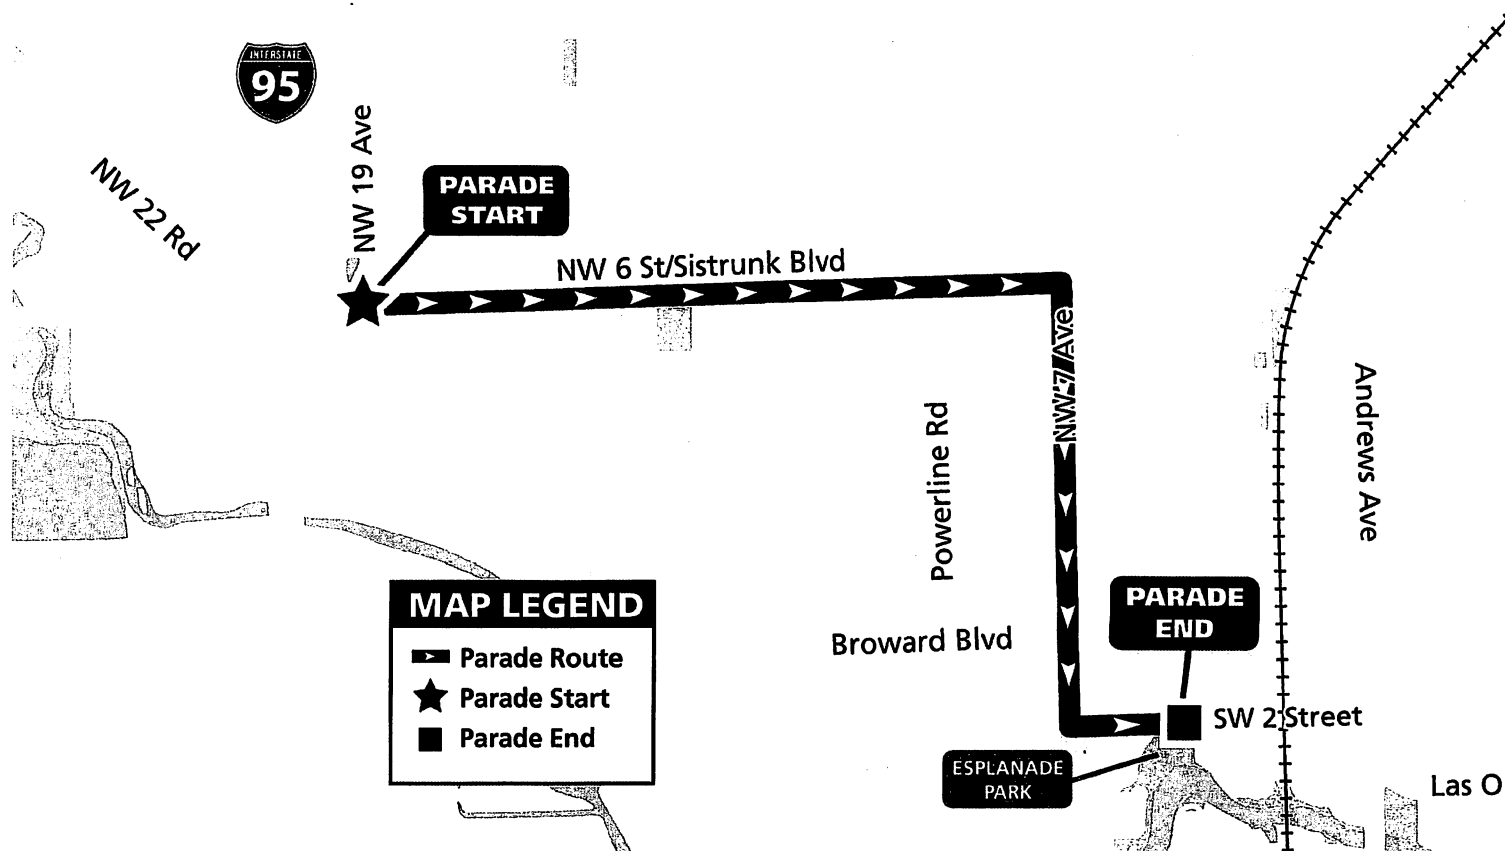 INTERSTATE
95
NW 19 Ave
NW 22 Rd
PARADE
START
NW 6 St/Sistrunk Blvd
NW 7 Ave
Powerline Rd
Andrews Ave
PARADE
END
Broward Blvd
MAP LEGEND
Parade Route
Parade Start
Parade End
SW 2 Street
ESPLANADE
PARK
Las O